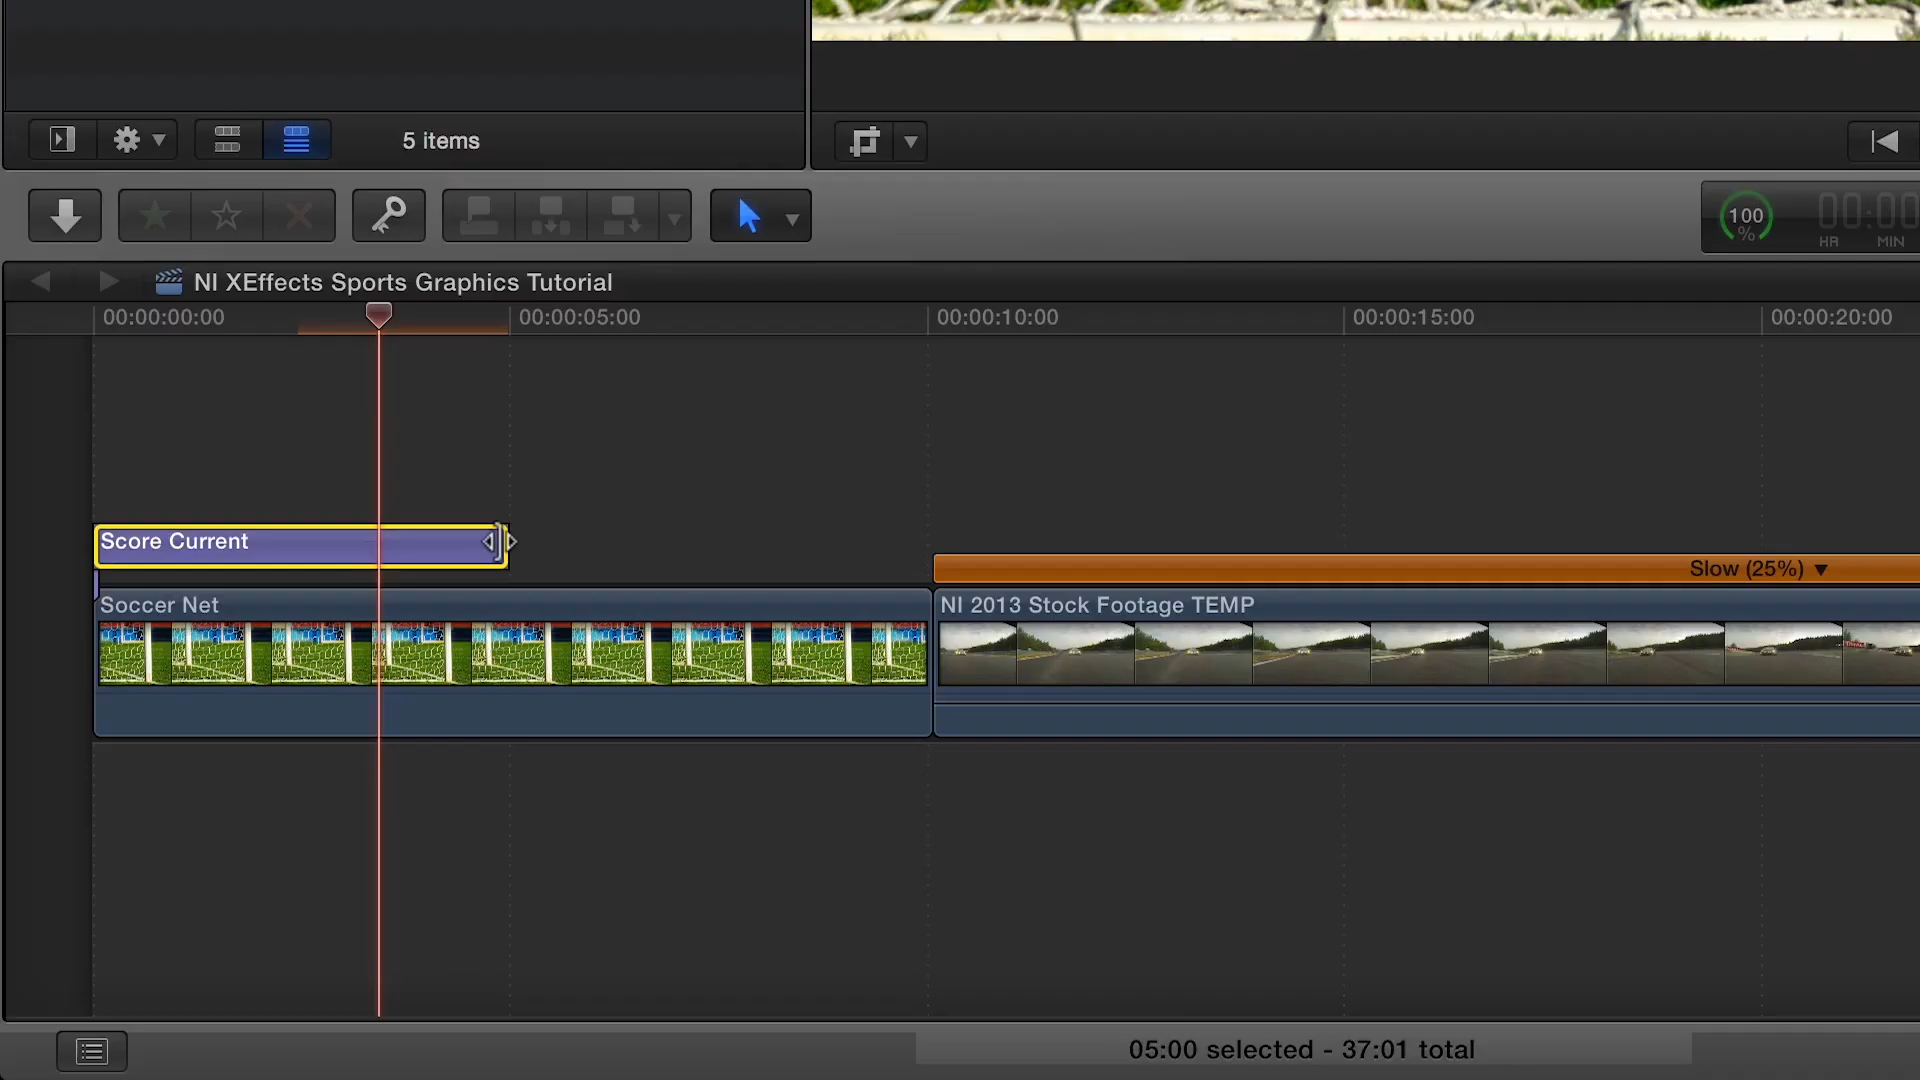 5 items
100
%
00:00
HR MIN
NI XEffects Sports Graphics Tutorial
00:00:00:00 00:00:05:00 00:00:10:00 00:00:15:00 00:00:20:00
Score Current
Slow (25%)
Soccer Net
NI 2013 Stock Footage TEMP
05:00 selected - 37:01 total